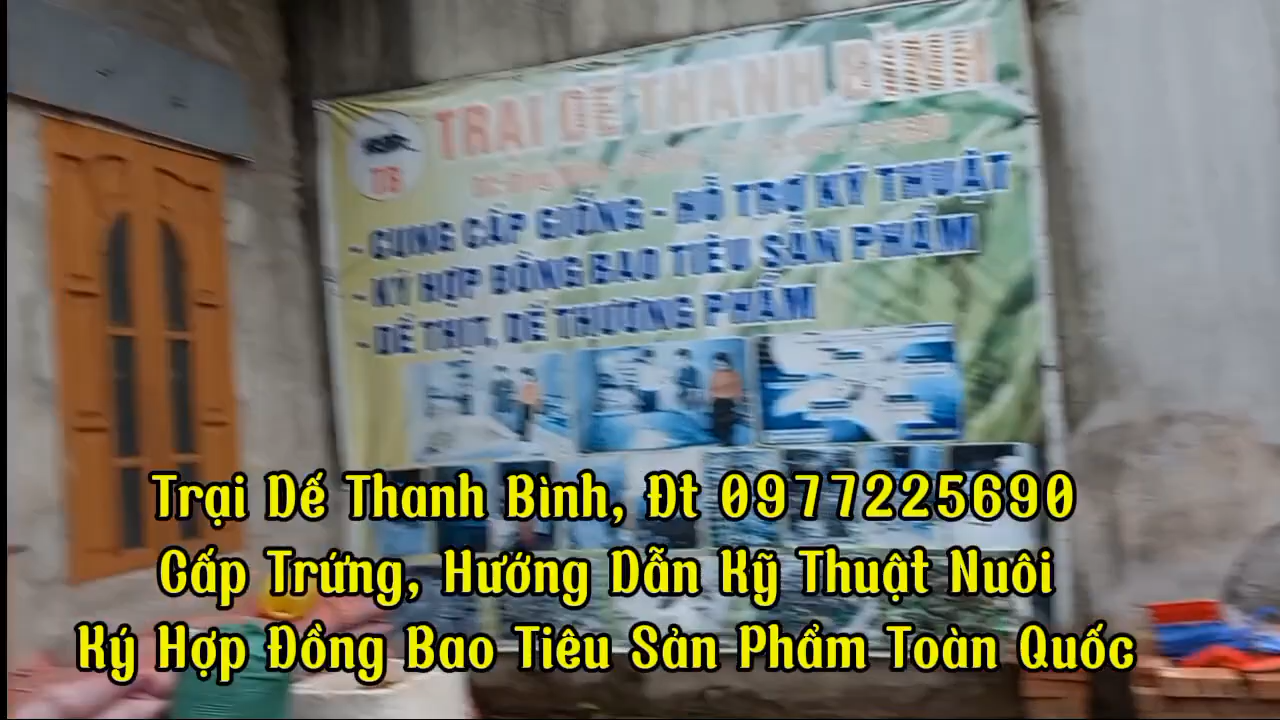 TRẠI DẾ THANH BÌNH
TB
- CUNG CẤP GIỐNG - HỖ TRỢ KỸ THUẬT
- KÝ HỢP ĐỒNG BAO TIÊU SẢN PHẨM
- DẾ THỊT, DẾ THƯƠNG PHẨM
Trại Dế Thanh Bình, Đt 0977225690
Cấp Trứng, Hướng Dẫn Kỹ Thuật Nuôi
Ký Hợp Đồng Bao Tiêu Sản Phẩm Toàn Quốc